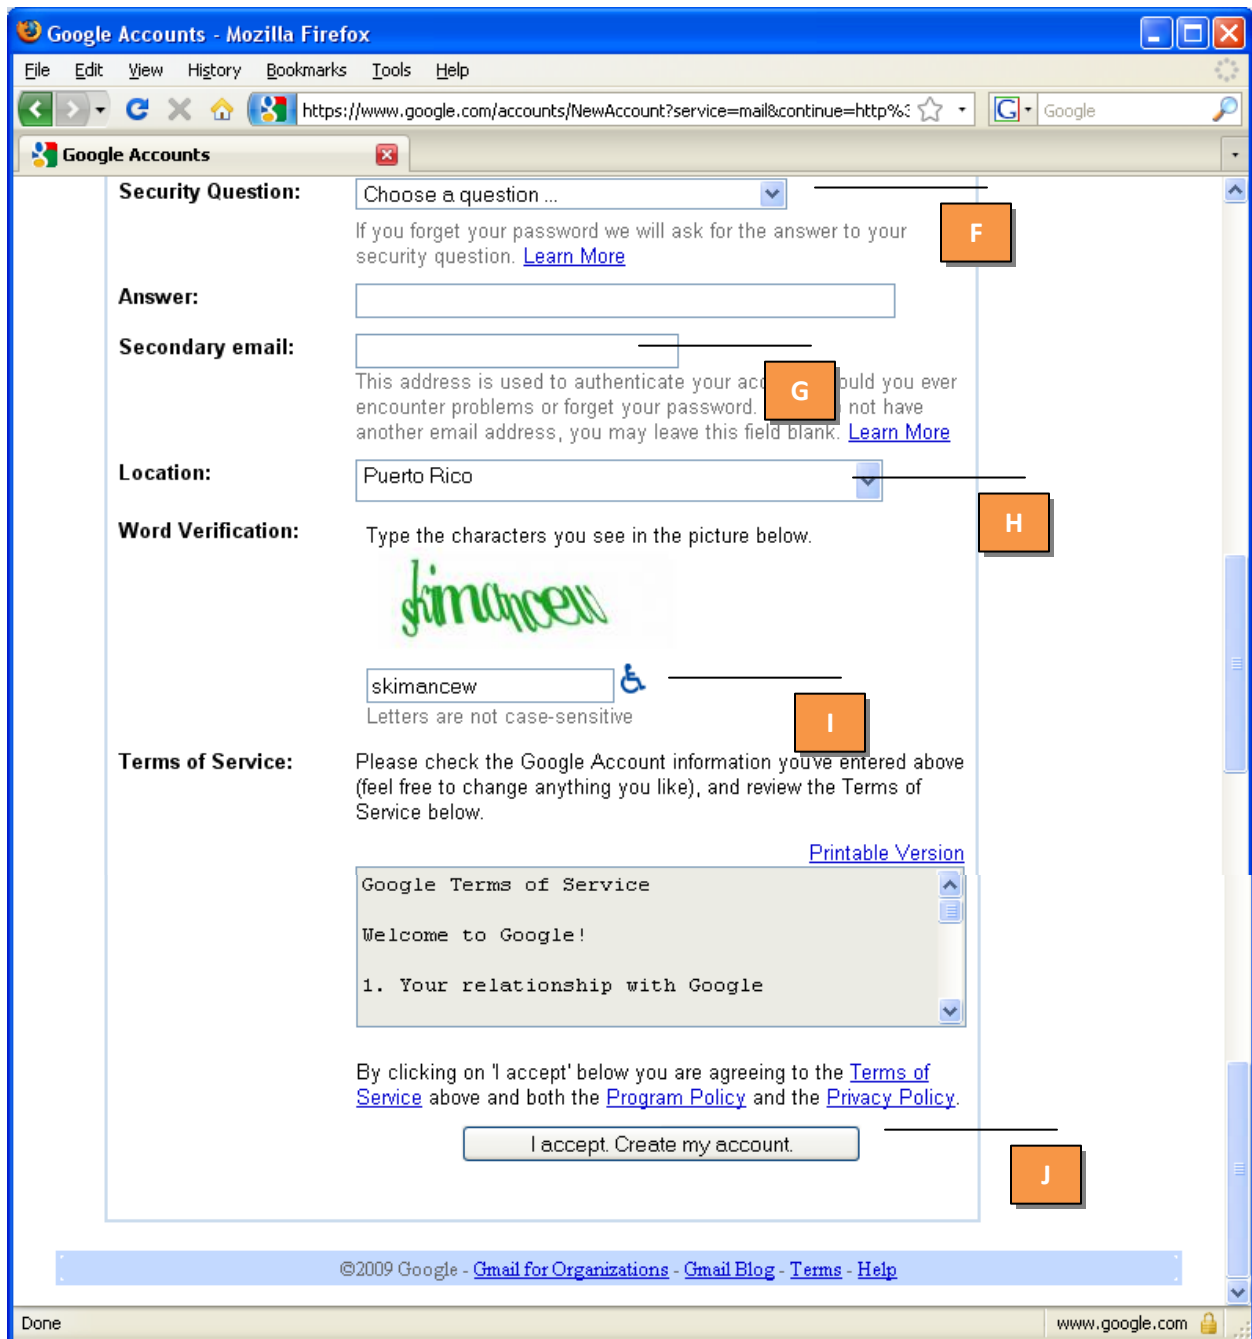 Google Accounts - Mozilla Firefox
File Edit View History Bookmarks Tools Help
https://www.google.com/accounts/NewAccount?service=mail&continue=http%3 Google
Google Accounts
Security Question: Choose a question ...
F
If you forget your password we will ask for the answer to your
security question. Learn More
Answer:
Secondary email:
This address is used to authenticate your acc ould you ever
G
encounter problems or forget your password. not have
another email address, you may leave this field blank. Learn More
Location: Puerto Rico
H
Word Verification: Type the characters you see in the picture below.
skimancew
skimancew
Letters are not case-sensitive
I
Terms of Service: Please check the Google Account information you've entered above
(feel free to change anything you like), and review the Terms of
Service below.
Printable Version
Google Terms of Service
Welcome to Google!
1. Your relationship with Google
By clicking on 'I accept' below you are agreeing to the Terms of
Service above and both the Program Policy and the Privacy Policy.
I accept. Create my account.
J
©2009 Google - Gmail for Organizations - Gmail Blog - Terms - Help
Done www.google.com